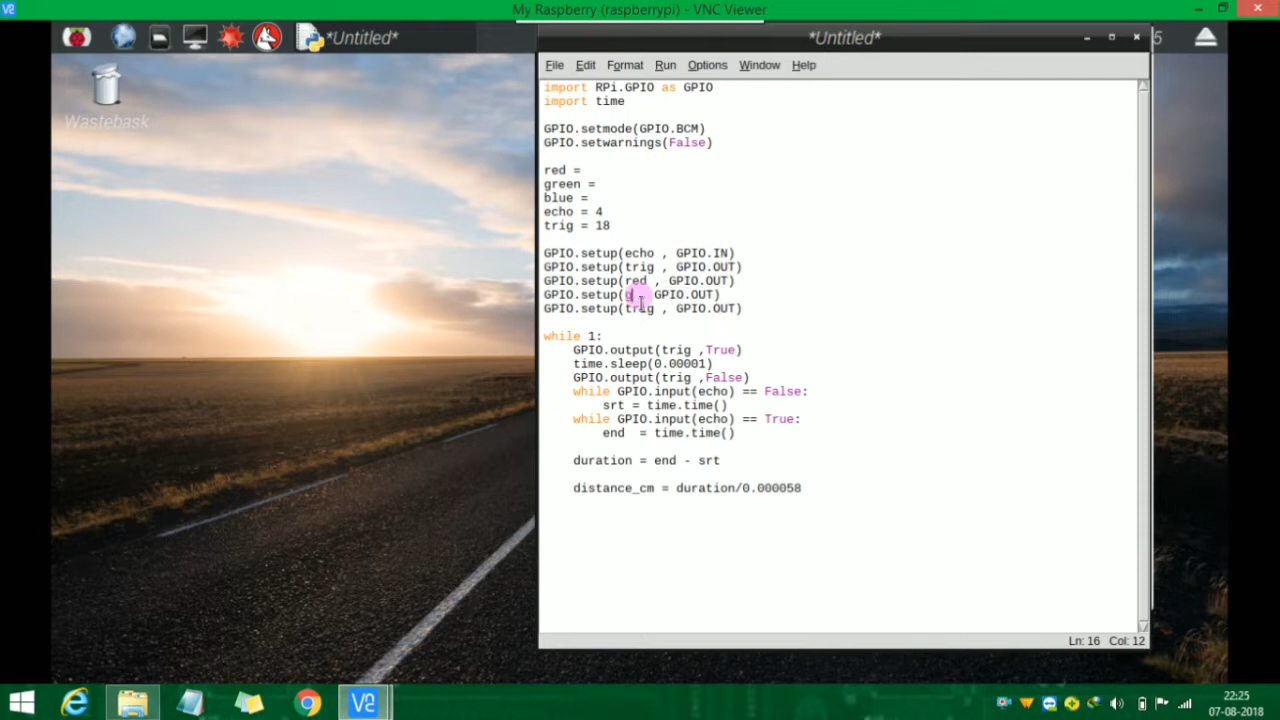 My Raspberry (raspberrypi) - VNC Viewer
*Untitled*
*Untitled*
5
Wastebask
File Edit Format Run Options Window Help
import RPi.GPIO as GPIO
import time
GPIO.setmode(GPIO.BCM)
GPIO.setwarnings(False)
red =
green =
blue =
echo = 4
trig = 18
GPIO.setup(echo , GPIO.IN)
GPIO.setup(trig , GPIO.OUT)
GPIO.setup(red , GPIO.OUT)
GPIO.setup(g , GPIO.OUT)
GPIO.setup(trig , GPIO.OUT)
while 1:
    GPIO.output(trig ,True)
    time.sleep(0.00001)
    GPIO.output(trig ,False)
    while GPIO.input(echo) == False:
        srt = time.time()
    while GPIO.input(echo) == True:
        end  = time.time()
    duration = end - srt
    distance_cm = duration/0.000058
Ln: 16 Col: 12
22:25
07-08-2018